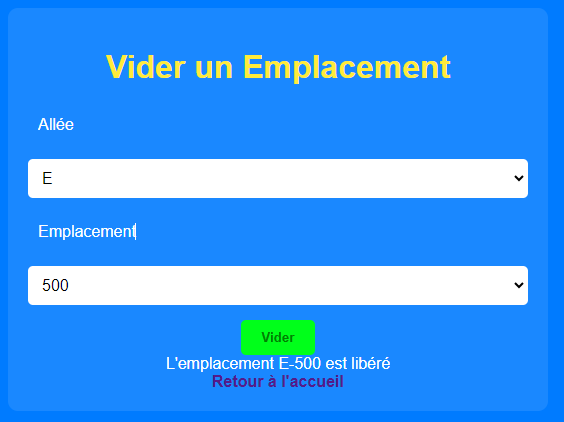 Vider un Emplacement
Allée
E
Emplacement
500
Vider
L'emplacement E-500 est libéré
Retour à l'accueil